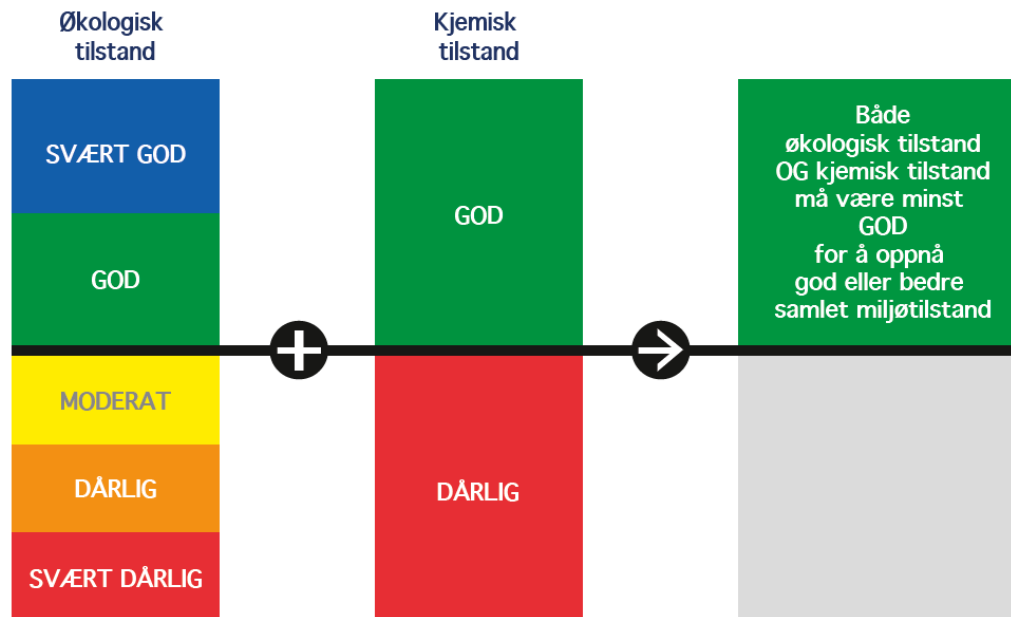 Økologisk
tilstand
SVÆRT GOD
GOD
MODERAT
DÅRLIG
SVÆRT DÅRLIG
Kjemisk
tilstand
GOD
DÅRLIG
Både
økologisk tilstand
OG kjemisk tilstand
må være minst
GOD
for å oppnå
god eller bedre
samlet miljøtilstand